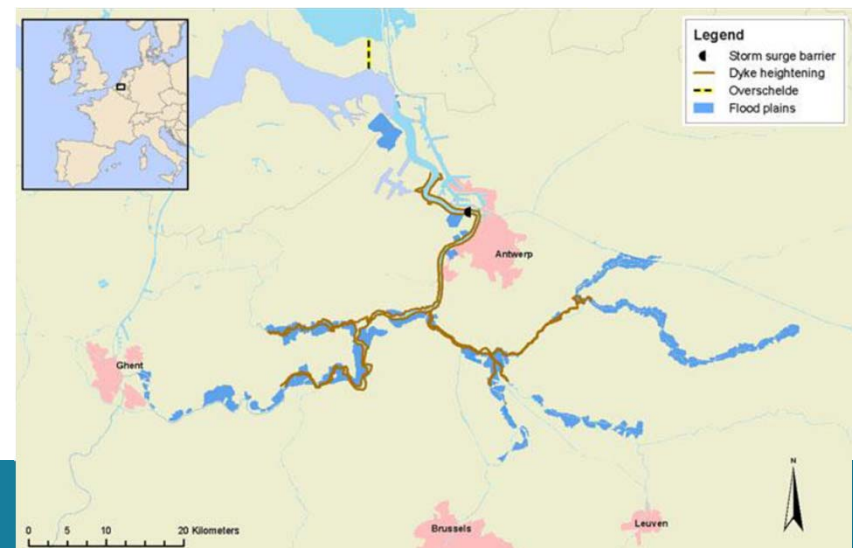 Legend
Storm surge barrier
Dyke heightening
Overschelde
Flood plains
Antwerp
Ghent
N
0 5 10 20 Kilometers
Brussels
Leuven